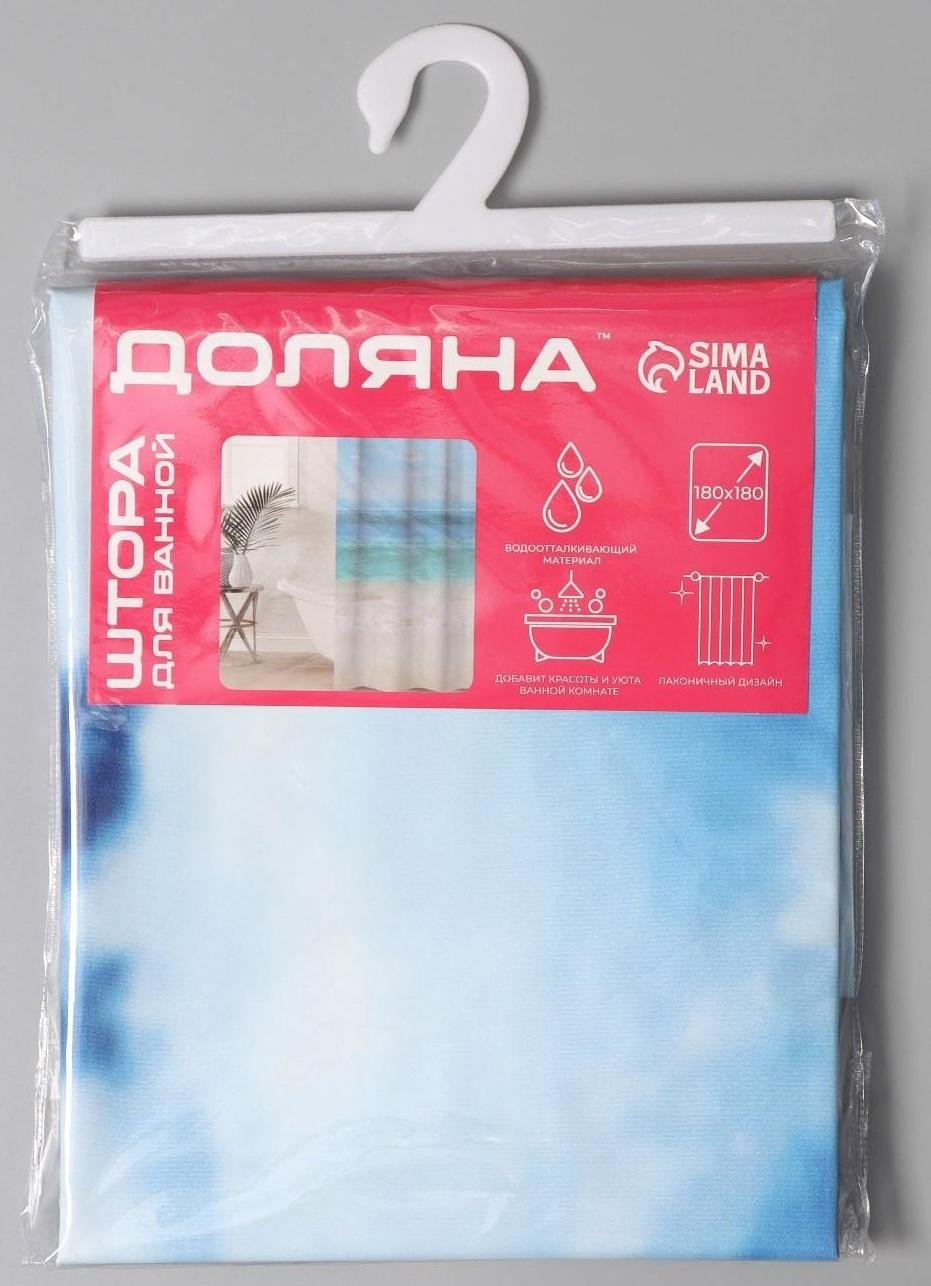 ДОЛЯНА™
SIMA
LAND
ШТОРА
ДЛЯ ВАННОЙ
ВОДООТТАЛКИВАЮЩИЙ
МАТЕРИАЛ
180x180
ДОБАВИТ КРАСОТЫ И УЮТА
ВАННОЙ КОМНАТЕ
ЛАКОНИЧНЫЙ ДИЗАЙН